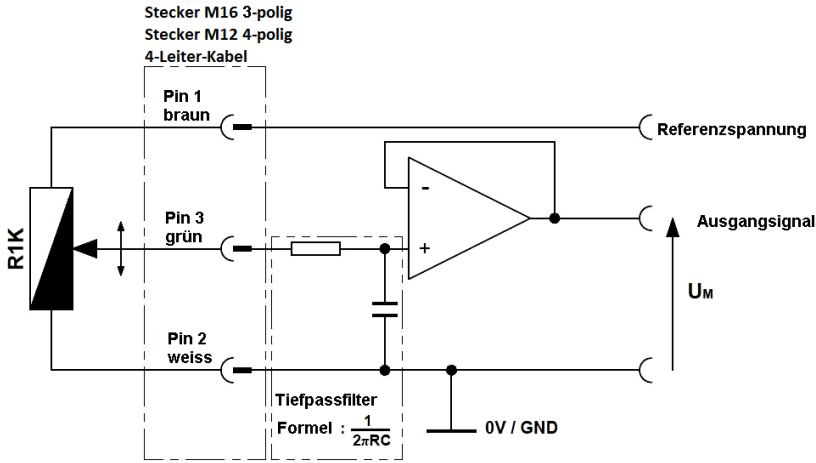 Stecker M16 3-polig
Stecker M12 4-polig
4-Leiter-Kabel
Pin 1
braun
Referenzspannung
R1K
Pin 3
grün
-
+
Ausgangsignal
UM
Pin 2
weiss
Tiefpassfilter
Formel : 1
2πRC
0V / GND